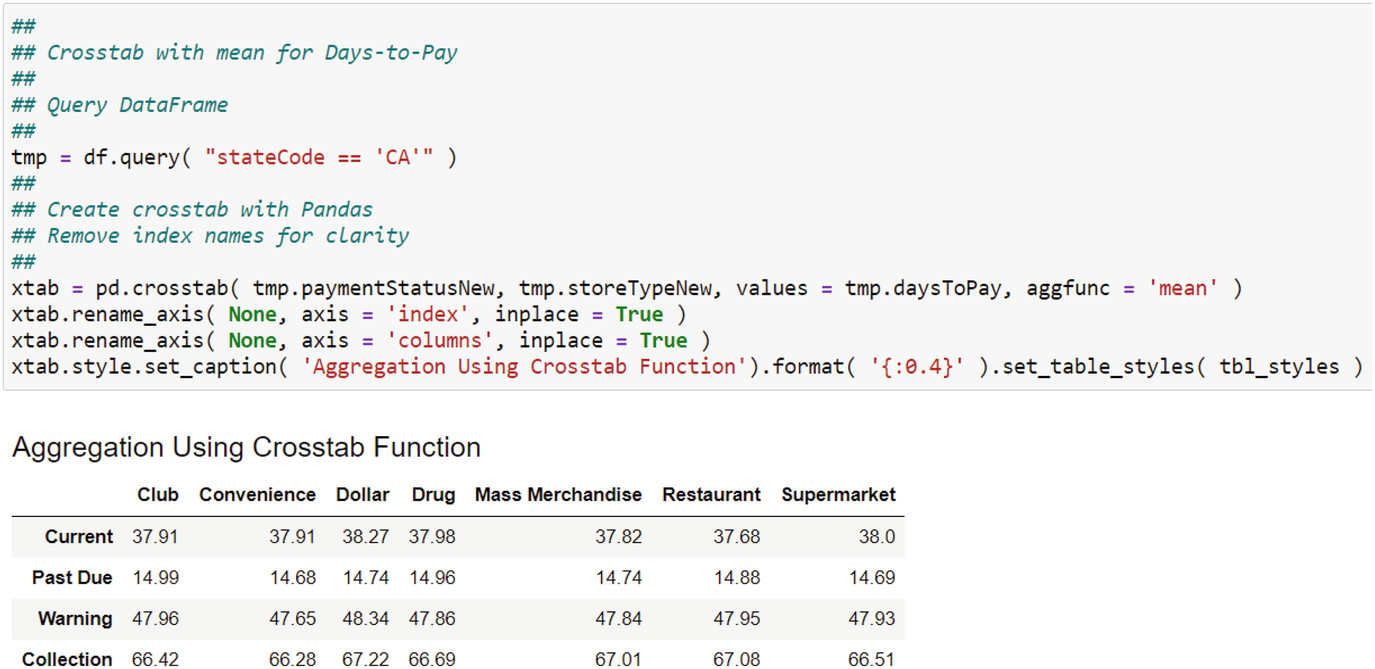 ##
## Crosstab with mean for Days-to-Pay
##
## Query DataFrame
##
tmp = df.query( "stateCode == 'CA'" )
##
## Create crosstab with Pandas
## Remove index names for clarity
##
xtab = pd.crosstab( tmp.paymentStatusNew, tmp.storeTypeNew, values = tmp.daysToPay, aggfunc = 'mean' )
xtab.rename_axis( None, axis = 'index', inplace = True )
xtab.rename_axis( None, axis = 'columns', inplace = True )
xtab.style.set_caption( 'Aggregation Using Crosstab Function').format( '{:0.4}' ).set_table_styles( tbl_styles )
Aggregation Using Crosstab Function
Club Convenience Dollar Drug Mass Merchandise Restaurant Supermarket
Current 37.91 37.91 38.27 37.98 37.82 37.68 38.0
Past Due 14.99 14.68 14.74 14.96 14.74 14.88 14.69
Warning 47.96 47.65 48.34 47.86 47.84 47.95 47.93
Collection 66.42 66.28 67.22 66.69 67.01 67.08 66.51